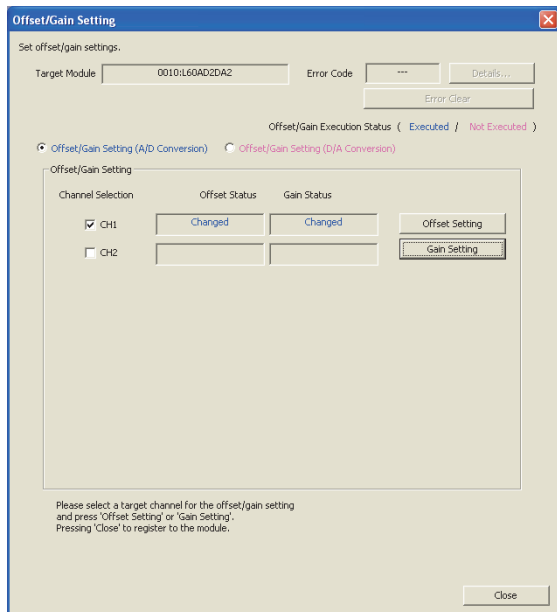 Offset/Gain Setting
Set offset/gain settings.
Target Module 0010:L60AD2DA2 Error Code --- Details...
Error Clear
Offset/Gain Execution Status ( Executed / Not Executed )
Offset/Gain Setting (A/D Conversion) Offset/Gain Setting (D/A Conversion)
Offset/Gain Setting
Channel Selection Offset Status Gain Status
CH1 Changed Changed Offset Setting
CH2 Gain Setting
Please select a target channel for the offset/gain setting
and press 'Offset Setting' or 'Gain Setting'.
Pressing 'Close' to register to the module.
Close